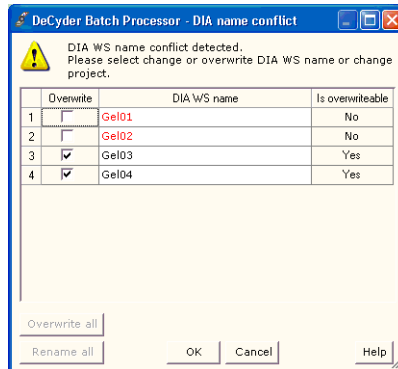 DeCyder Batch Processor - DIA name conflict
DIA WS name conflict detected.
Please select change or overwrite DIA WS name or change
project.
Overwrite DIA WS name Is overwriteable
1 Gel01 No
2 Gel02 No
3 Gel03 Yes
4 Gel04 Yes
Overwrite all
Rename all OK Cancel Help